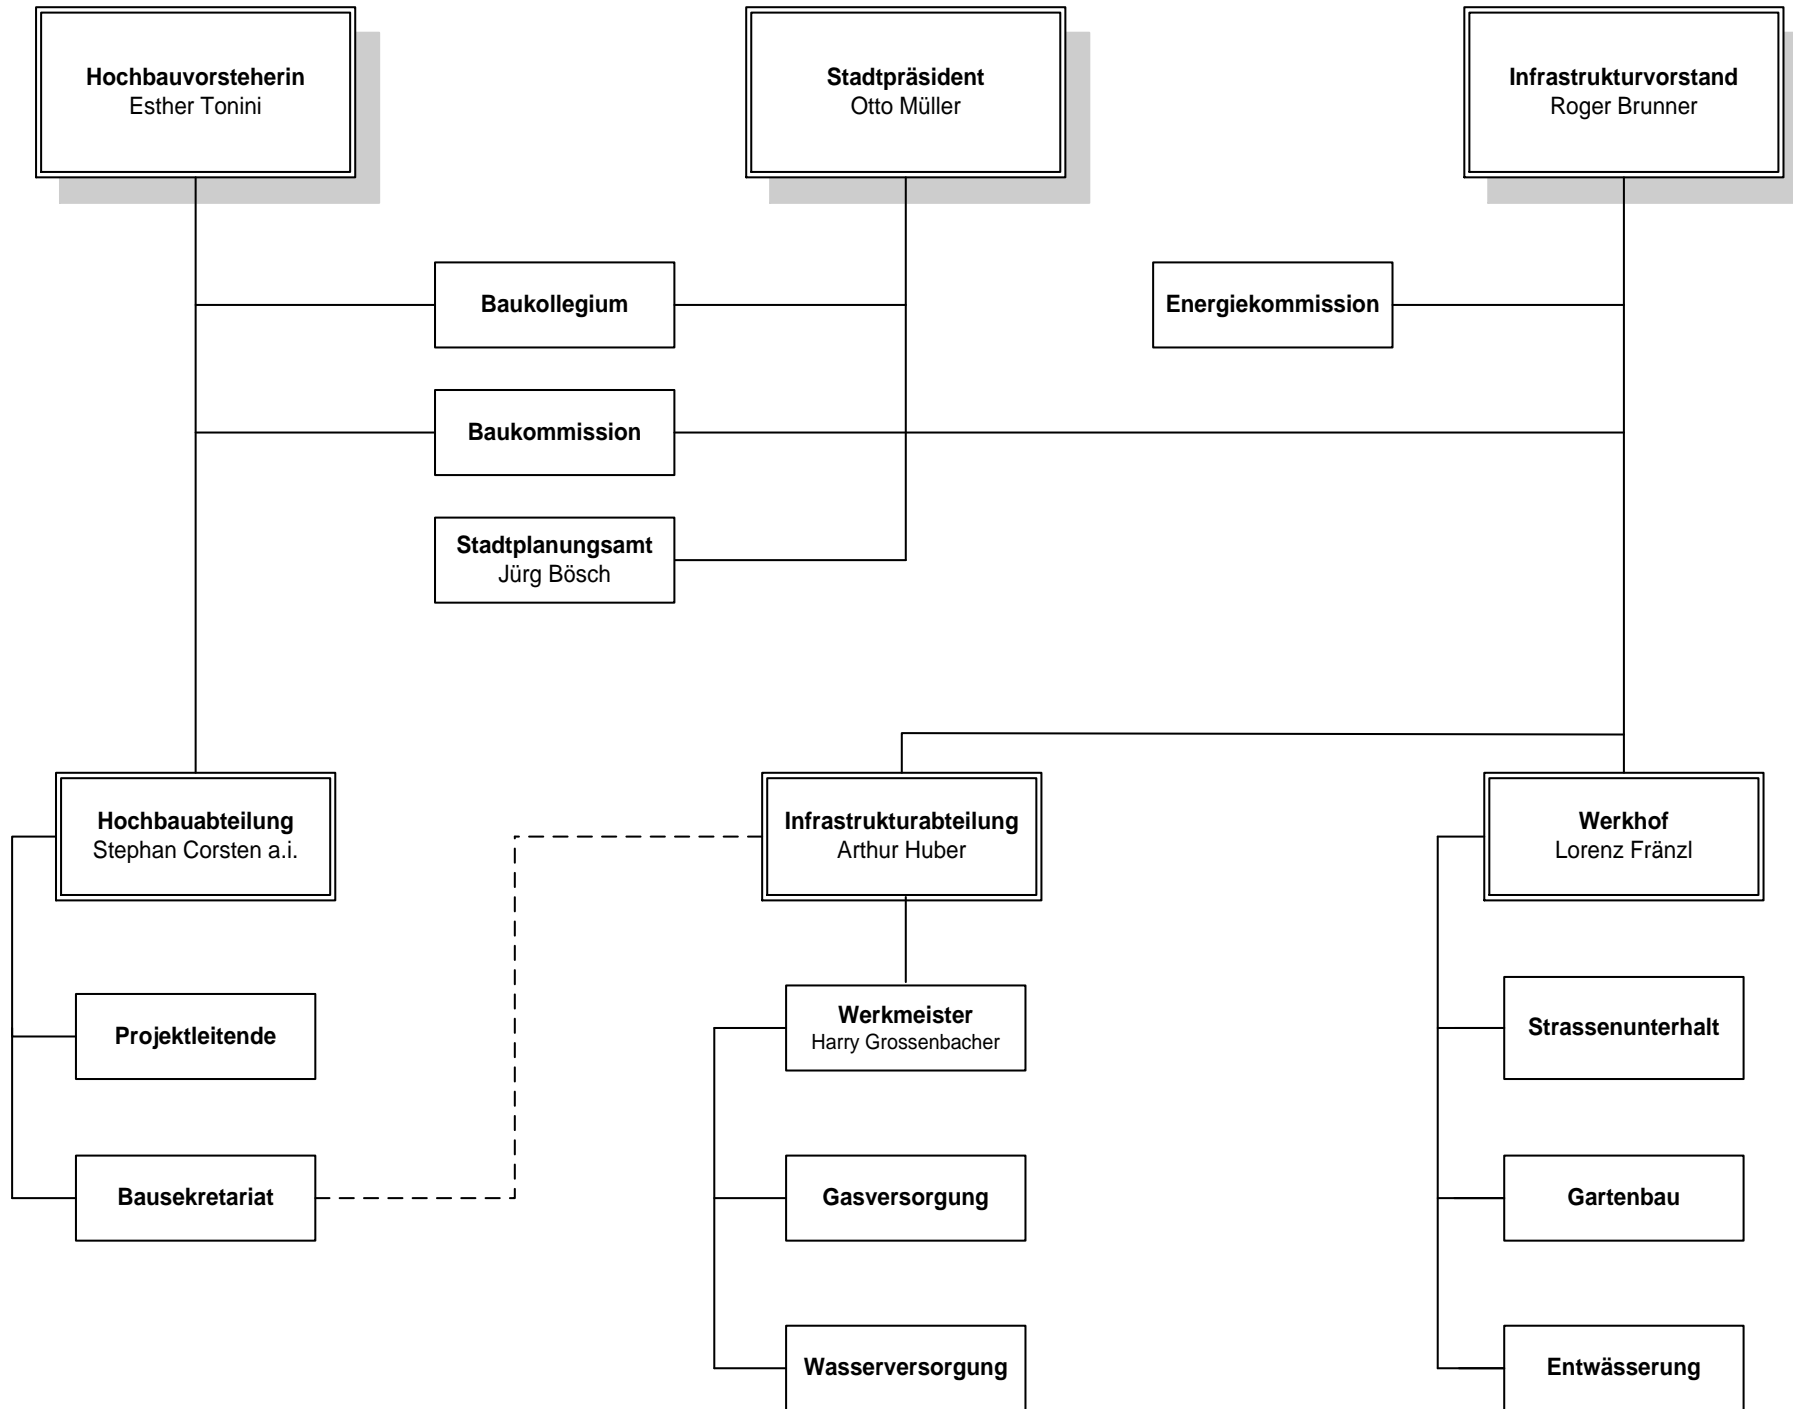 Hochbauvorsteherin
Esther Tonini
Stadtpräsident
Otto Müller
Infrastrukturvorstand
Roger Brunner
Baukollegium
Energiekommission
Baukommission
Stadtplanungsamt
Jürg Bösch
Hochbauabteilung
Stephan Corsten a.i.
Infrastrukturabteilung
Arthur Huber
Werkhof
Lorenz Fränzl
Projektleitende
Werkmeister
Harry Grossenbacher
Strassenunterhalt
Bausekretariat
Gasversorgung
Gartenbau
Wasserversorgung
Entwässerung